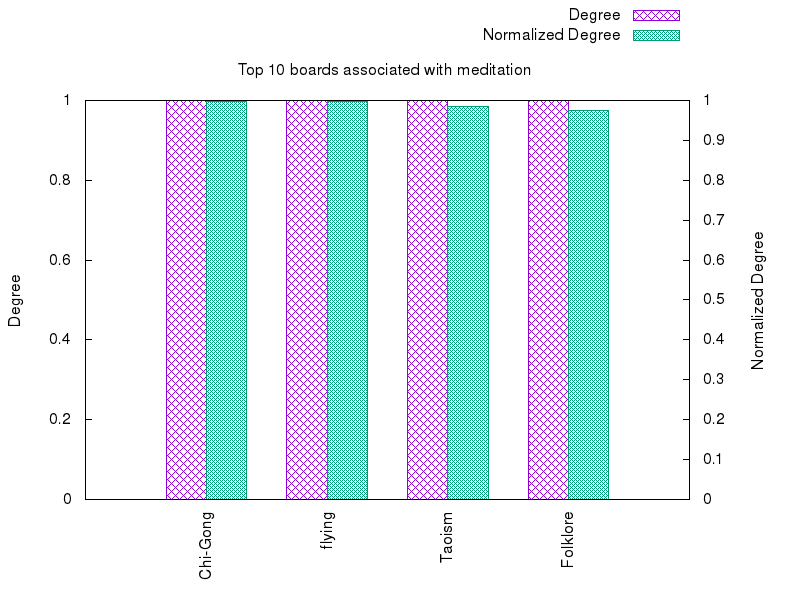 Degree
Normalized Degree
Top 10 boards associated with meditation
1
0.8
0.6
0.4
0.2
0
Degree
1
0.9
0.8
0.7
0.6
0.5
0.4
0.3
0.2
0.1
0
Normalized Degree
Chi-Gong
flying
Taoism
Folklore